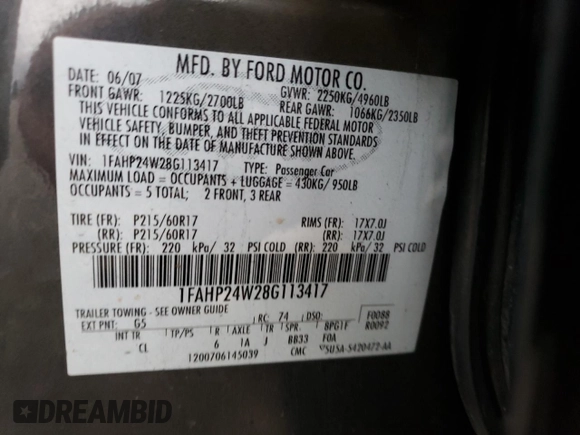 MFD. BY FORD MOTOR CO.
DATE: 06/07 GVWR: 2250KG/4960LB
FRONT GAWR: 1225KG/2700LB REAR GAWR: 1066KG/2350LB
THIS VEHICLE CONFORMS TO ALL APPLICABLE FEDERAL MOTOR
VEHICLE SAFETY, BUMPER, AND THEFT PREVENTION STANDARDS
IN EFFECT ON THE DATE OF MANUFACTURE SHOWN ABOVE.
VIN: 1FAHP24W28G113417 TYPE: Passenger Car
MAXIMUM LOAD = OCCUPANTS + LUGGAGE = 430KG/ 950LB
OCCUPANTS = 5 TOTAL; 2 FRONT, 3 REAR
TIRE (FR): P215/60R17 RIMS (FR): 17X7.0J
(RR): P215/60R17 (RR): 17X7.0J
PRESSURE (FR): 220 kPa/ 32 PSI COLD (RR): 220 kPa/ 32 PSI COLD
1FAHP24W28G113417
TRAILER TOWING - SEE OWNER GUIDE
EXT PNT: G5 RC: 74 DSO: F0088
R0092
INT TR TP/PS R AXLE TR SPR BPG1F
CL 6 1A J BB33 FOA
1200706145039 CMC 5U5A-5420472-AA
DREAMBID